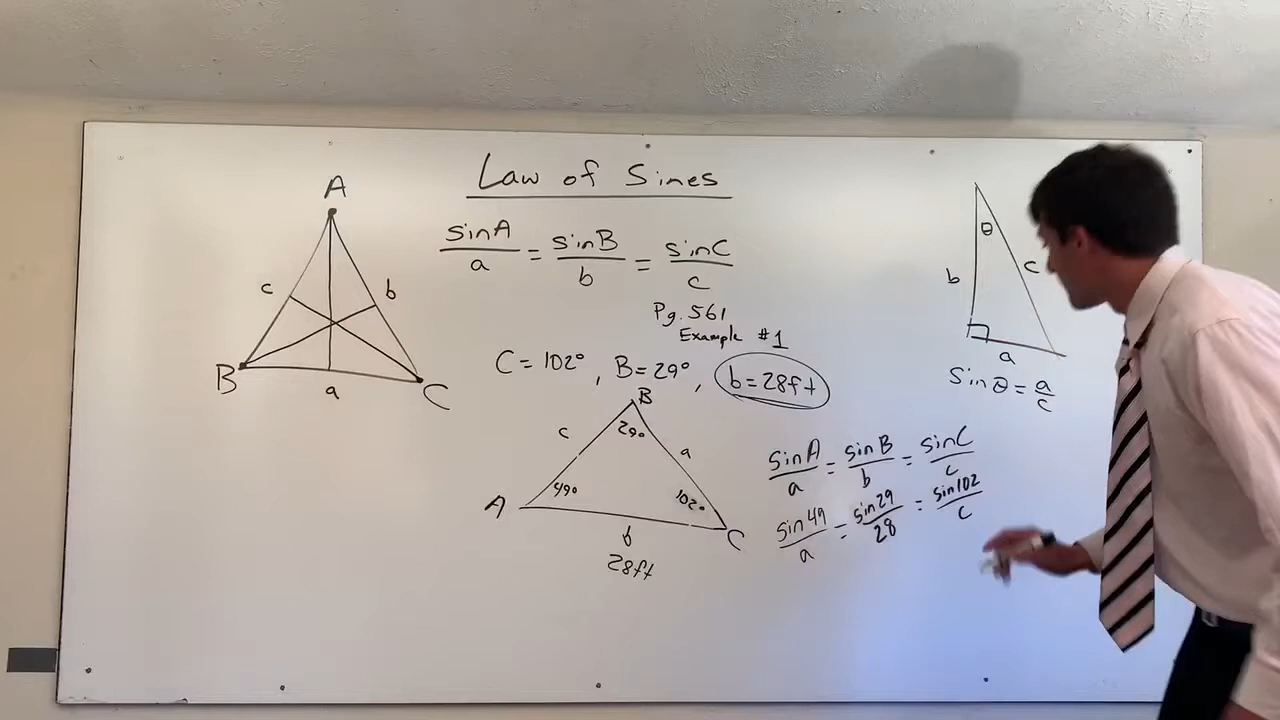 Law of Sines
A
c
b
B
a
C
sinA/a = sinB/b = sinC/c
Pg. 561
Example #1
C = 102°, B = 29°, b = 28ft
B
29°
c
a
A
49°
102°
C
b
28ft
sinA/a = sinB/b = sinC/c
sin49/a = sin29/28 = sin102/c
θ
b
c
a
Sinθ = a/c